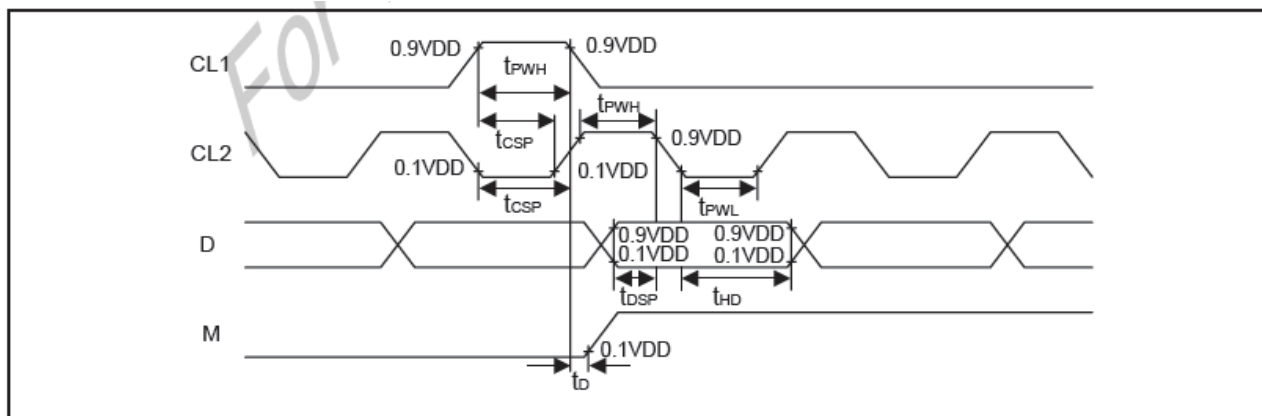 For
CL1
0.9VDD
0.9VDD
tPWH
tPWH
tCSP
CL2
0.9VDD
0.1VDD
0.1VDD
tCSP
tPWL
D
0.9VDD
0.9VDD
0.1VDD
0.1VDD
tDSP
tHD
M
0.1VDD
tD